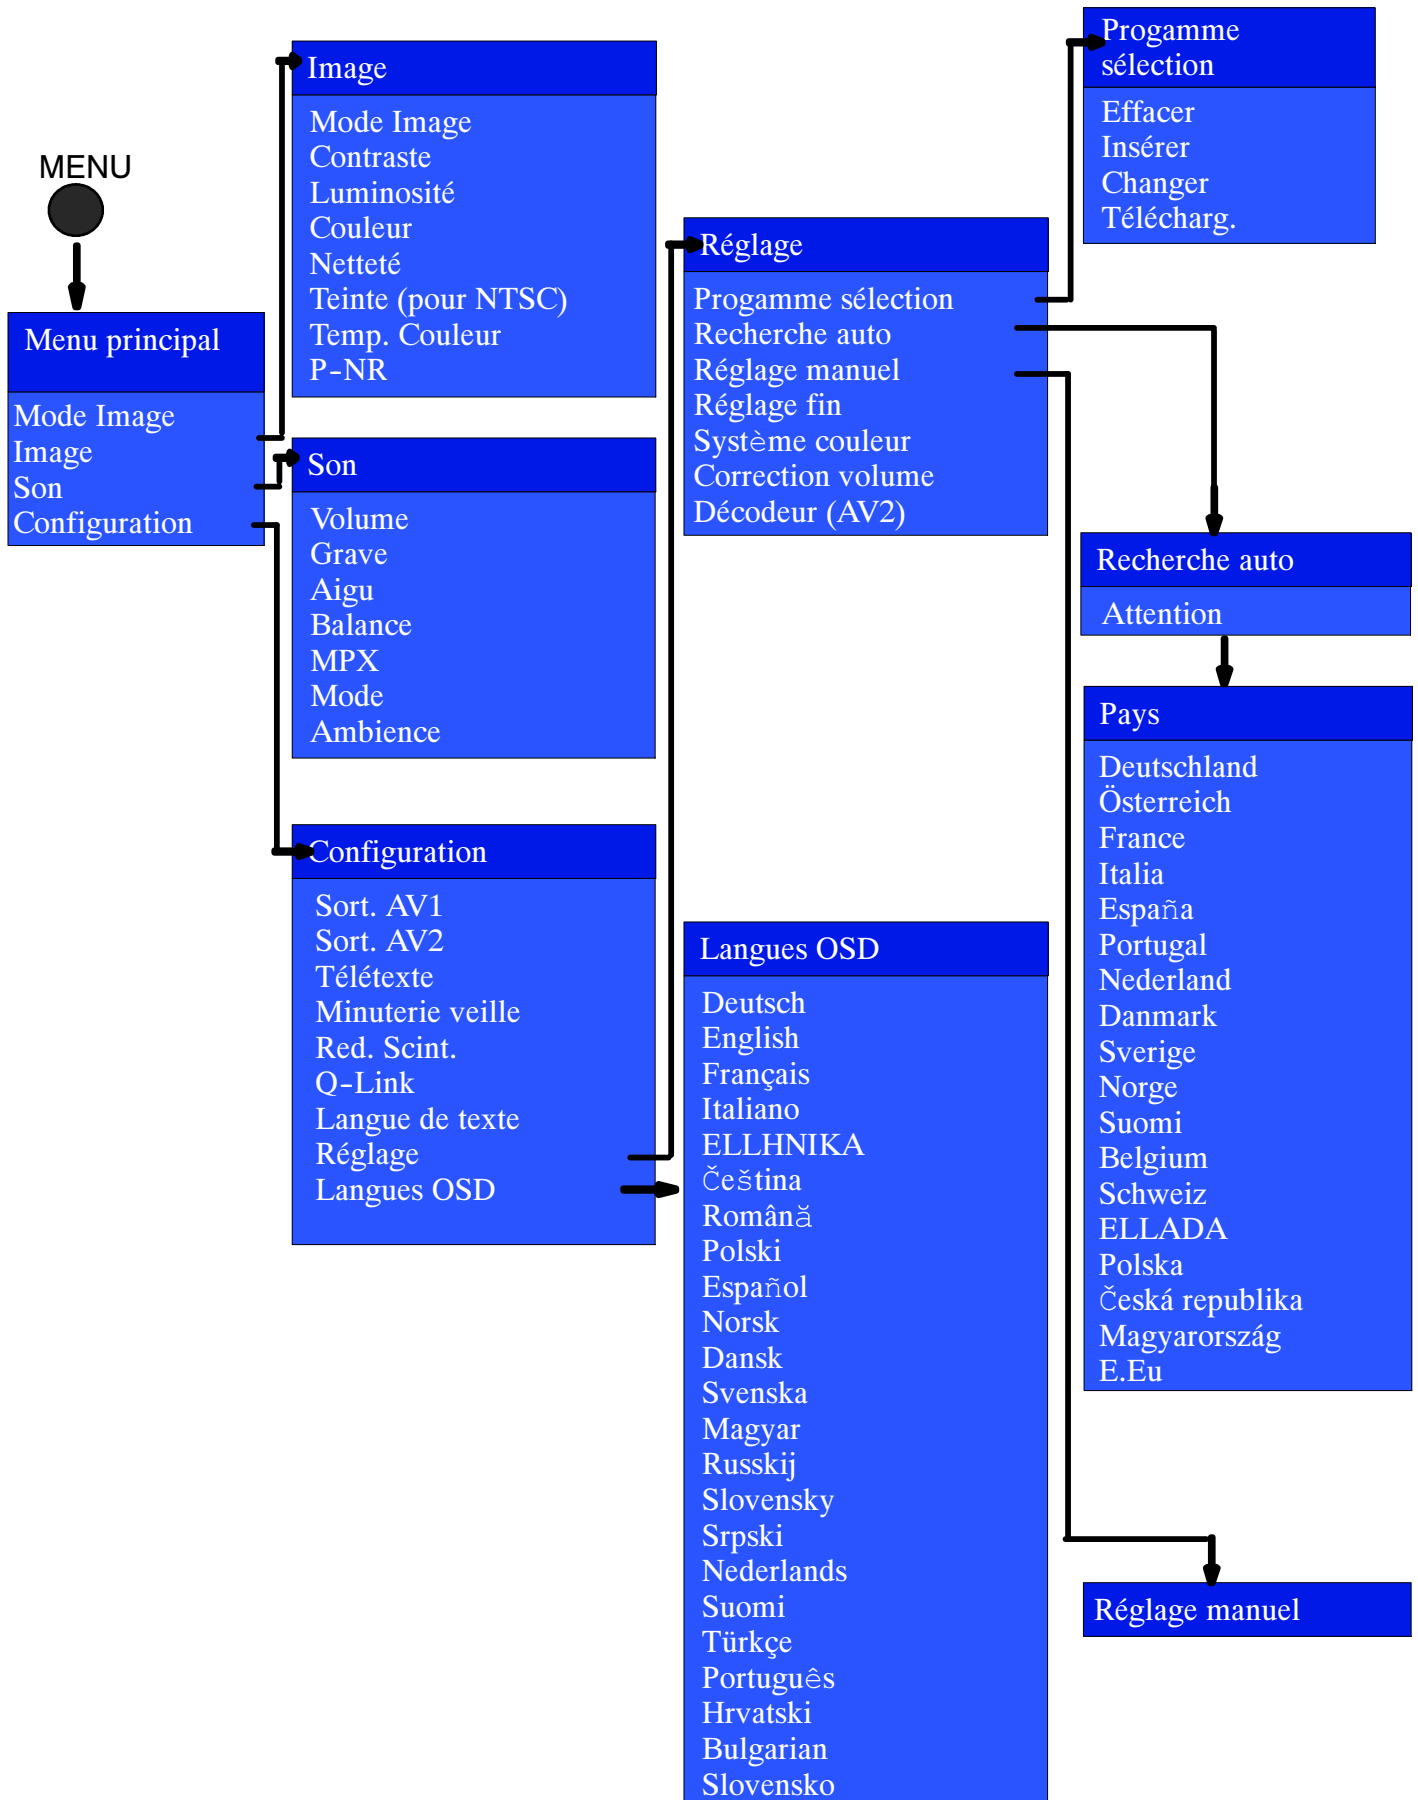 MENU
Menu principal
Mode Image
Image
Son
Configuration
Image
Mode Image
Contraste
Luminosité
Couleur
Netteté
Teinte (pour NTSC)
Temp. Couleur
P-NR
Son
Volume
Grave
Aigu
Balance
MPX
Mode
Ambience
Configuration
Sort. AV1
Sort. AV2
Télétexte
Minuterie veille
Red. Scint.
Q-Link
Langue de texte
Réglage
Langues OSD
Réglage
Progamme sélection
Recherche auto
Réglage manuel
Réglage fin
Système couleur
Correction volume
Décodeur (AV2)
Langues OSD
Deutsch
English
Français
Italiano
ELLHNIKA
Čeština
Română
Polski
Español
Norsk
Dansk
Svenska
Magyar
Russkij
Slovensky
Srpski
Nederlands
Suomi
Türkçe
Português
Hrvatski
Bulgarian
Slovensko
Progamme
sélection
Effacer
Insérer
Changer
Télécharg.
Recherche auto
Attention
Pays
Deutschland
Österreich
France
Italia
España
Portugal
Nederland
Danmark
Sverige
Norge
Suomi
Belgium
Schweiz
ELLADA
Polska
Česká republika
Magyarország
E.Eu
Réglage manuel